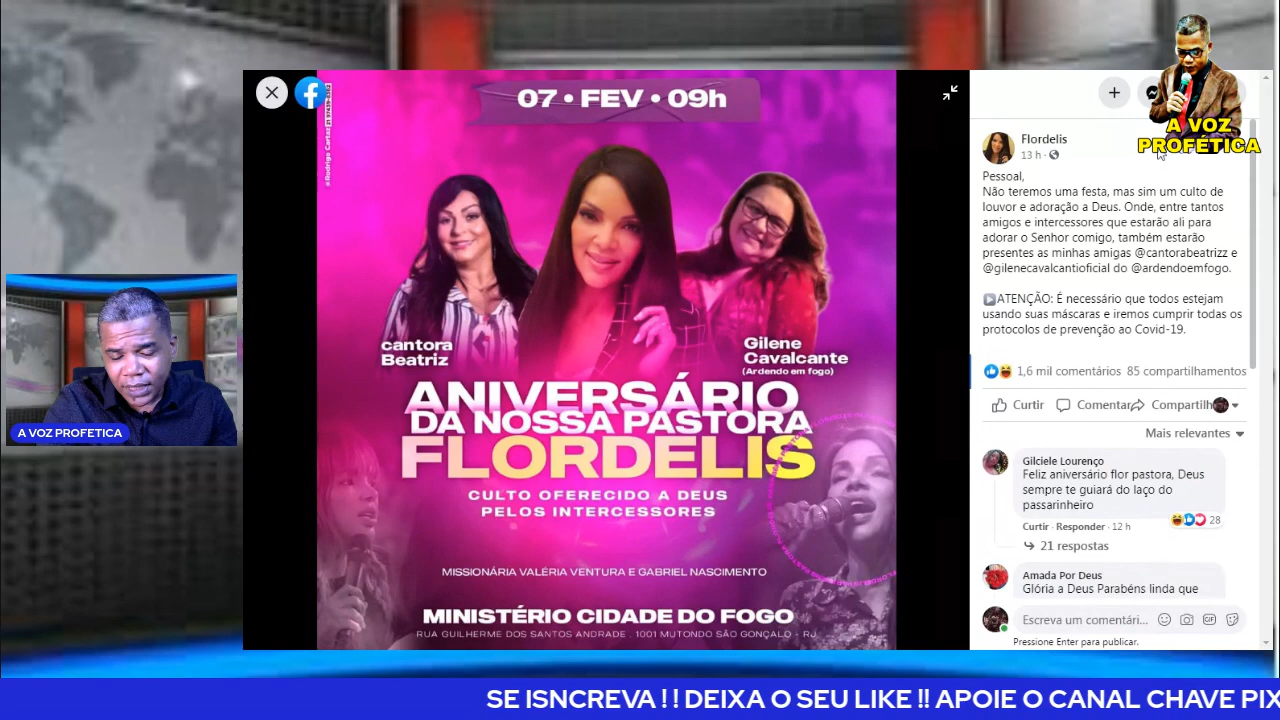 07 • FEV • 09h
cantora
Beatriz
Gilene
Cavalcante
(Ardendo em fogo)
ANIVERSÁRIO
DA NOSSA PASTORA
FLORDELIS
CULTO OFERECIDO A DEUS
PELOS INTERCESSORES
MISSIONÁRIA VALÉRIA VENTURA E GABRIEL NASCIMENTO
MINISTÉRIO CIDADE DO FOGO
RUA GUILHERME DOS SANTOS ANDRADE . 1001 MUTONDO SÃO GONÇALO - RJ
A VOZ
PROFÉTICA
Flordelis
13 h ·
Pessoal,
Não teremos uma festa, mas sim um culto de
louvor e adoração a Deus. Onde, entre tantos
amigos e intercessores que estarão ali para
adorar o Senhor comigo, também estarão
presentes as minhas amigas @cantorabeatrizz e
@gilenecavalcantioficial do @ardendoemfogo.
ATENÇÃO: É necessário que todos estejam
usando suas máscaras e iremos cumprir todas os
protocolos de prevenção ao Covid-19.
1,6 mil comentários 85 compartilhamentos
Curtir Comentar Compartilh
Mais relevantes
Gilciele Lourenço
Feliz aniversário flor pastora, Deus
sempre te guiará do laço do
passarinheiro
28
Curtir · Responder · 12 h
21 respostas
Amada Por Deus
Glória a Deus Parabéns linda que
Escreva um comentári...
GIF
Pressione Enter para publicar.
A VOZ PROFETICA
SE ISNCREVA ! ! DEIXA O SEU LIKE !! APOIE O CANAL CHAVE PIX